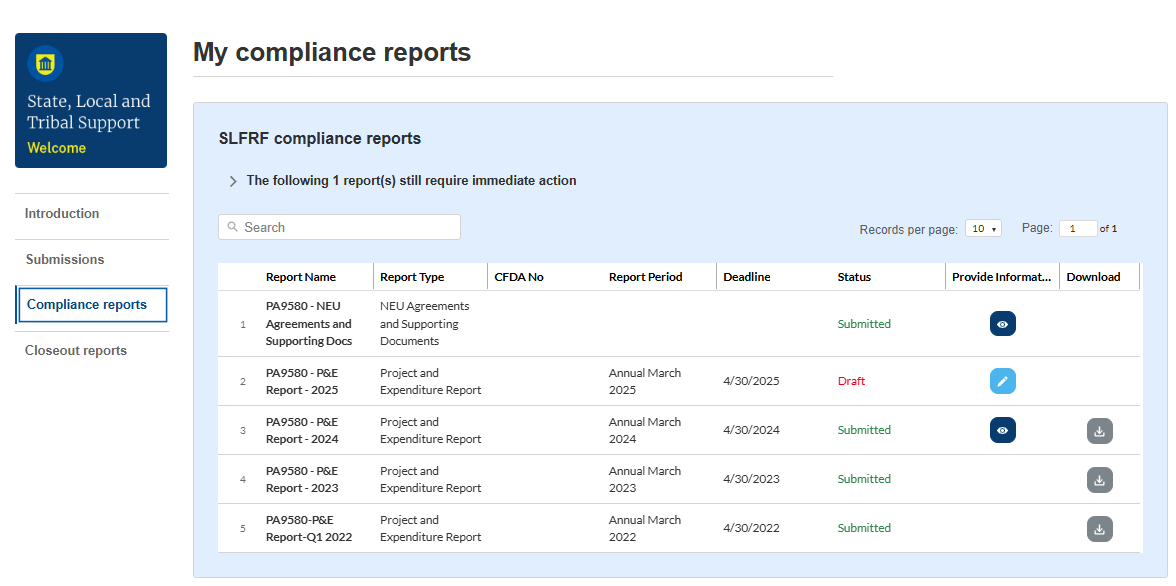 State, Local and
Tribal Support
Welcome
Introduction
Submissions
Compliance reports
Closeout reports
My compliance reports
SLFRF compliance reports
The following 1 report(s) still require immediate action
Search
Records per page: 10 Page: 1 of 1
Report Name Report Type CFDA No Report Period Deadline Status Provide Informat... Download
1 PA9580 - NEU Agreements and Supporting Docs NEU Agreements and Supporting Documents Submitted
2 PA9580 - P&E Report - 2025 Project and Expenditure Report Annual March 2025 4/30/2025 Draft
3 PA9580 - P&E Report - 2024 Project and Expenditure Report Annual March 2024 4/30/2024 Submitted
4 PA9580 - P&E Report - 2023 Project and Expenditure Report Annual March 2023 4/30/2023 Submitted
5 PA9580-P&E Report-Q1 2022 Project and Expenditure Report Annual March 2022 4/30/2022 Submitted